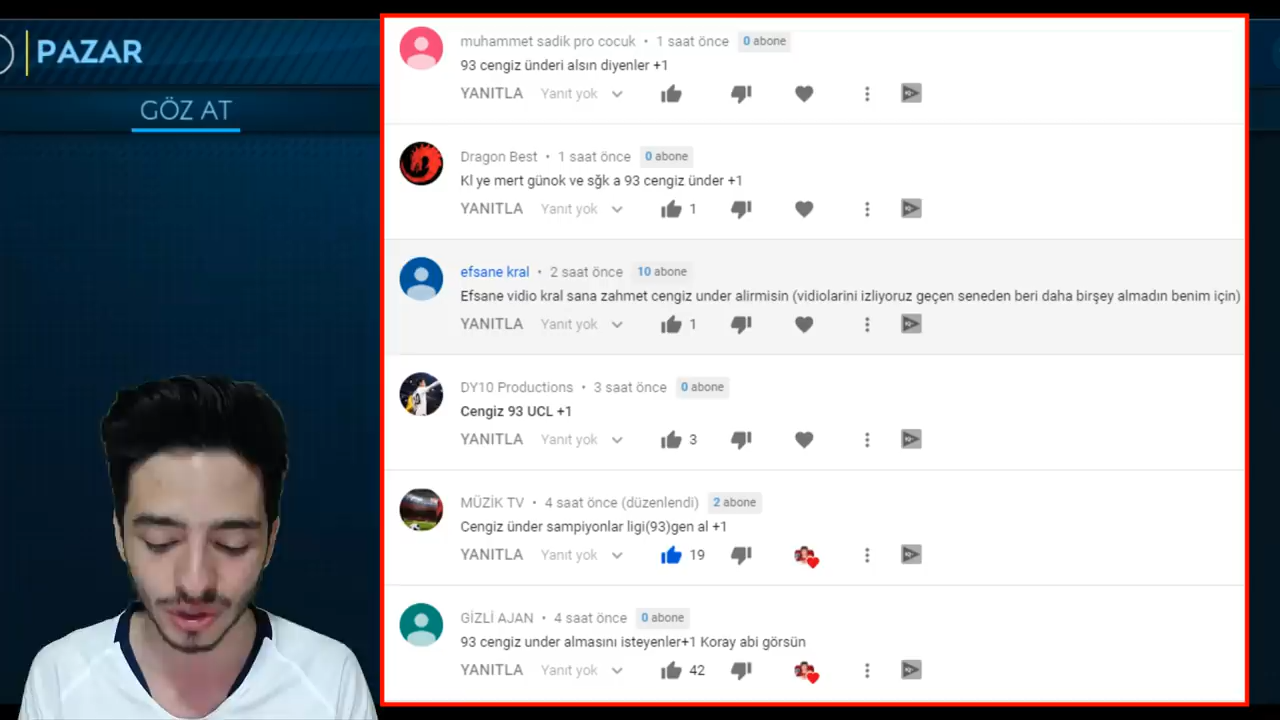 PAZAR
GÖZ AT
muhammet sadik pro cocuk • 1 saat önce 0 abone
93 cengiz ünderi alsın diyenler +1
YANITLA Yanıt yok
Dragon Best • 1 saat önce 0 abone
Kl ye mert günok ve sğk a 93 cengiz ünder +1
YANITLA Yanıt yok 1
efsane kral • 2 saat önce 10 abone
Efsane vidio kral sana zahmet cengiz under alirmisin (vidiolarini izliyoruz geçen seneden beri daha birşey almadın benim için)
YANITLA Yanıt yok 1
DY10 Productions • 3 saat önce 0 abone
Cengiz 93 UCL +1
YANITLA Yanıt yok 3
MÜZİK TV • 4 saat önce (düzenlendi) 2 abone
Cengiz ünder sampiyonlar ligi(93)gen al +1
YANITLA Yanıt yok 19
GİZLİ AJAN • 4 saat önce 0 abone
93 cengiz under almasını isteyenler+1 Koray abi görsün
YANITLA Yanıt yok 42